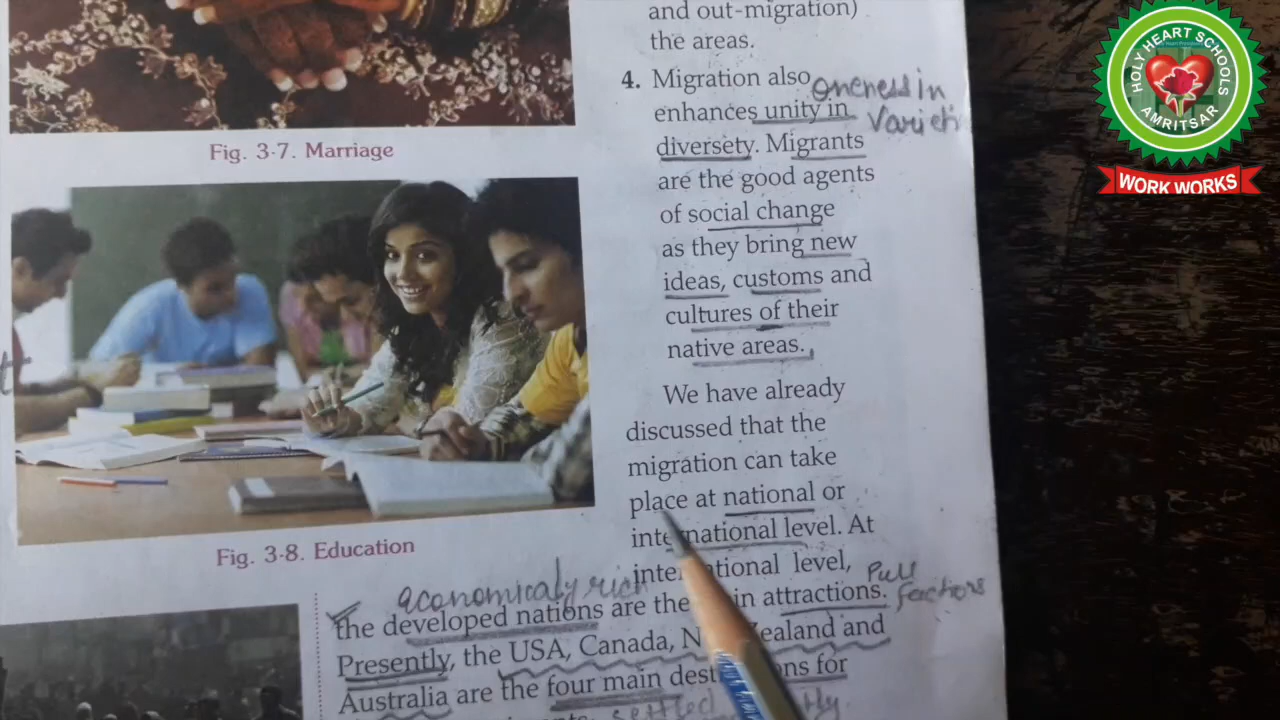 and out-migration)
the areas.
4. Migration also
oneness in
enhances unity in
diversety. Migrants
are the good agents
of social change
as they bring new
ideas, customs and
cultures of their
native areas.
We have already
discussed that the
migration can take
place at national or
international level. At
international level,
economicaly rich
Pull
factors
the developed nations are the attractions.
Presently, the USA, Canada, Zealand and
Australia are the four main for
settled
Fig. 3·7. Marriage
Fig. 3·8. Education
HOLY HEART SCHOOLS
AMRITSAR
WORK WORKS